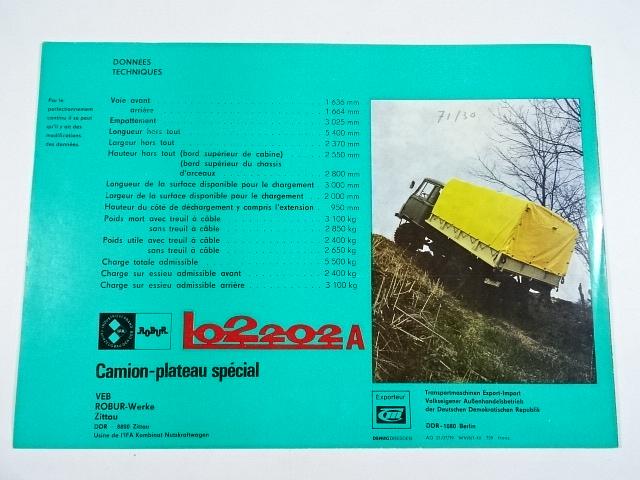 DONNÉES
TECHNIQUES
Par le
perfectionnement
continu il se peut
qu'il y ait des
modifications
des données.
Voie avant 1 636 mm
arrière 1 664 mm
Empattement 3 025 mm
Longueur hors tout 5 400 mm
Largeur hors tout 2 370 mm
Hauteur hors tout (bord supérieur de cabine) 2 550 mm
(bord supérieur du chassis
d'arceaux 2 800 mm
Longueur de la surface disponible pour le chargement 3 000 mm
Largeur de la surface disponible pour le chargement 2 000 mm
Hauteur du côté de déchargement y compris l'extension 950 mm
Poids mort avec treuil à câble 3 100 kg
sans treuil à câble 2 850 kg
Poids utile avec treuil à câble 2 400 kg
sans treuil à câble 2 650 kg
Charge totale admissible 5 500 kg
Charge sur essieu admissible avant 2 400 kg
Charge sur essieu admissible arrière 3 100 kg
71/30
ROBUR
LO2202A
Camion-plateau spécial
VEB
ROBUR-Werke
Zittau
DDR - 8800 Zittau
Usine de l'IFA Kombinat Nutzkraftwagen
Exporteur
Transportmaschinen Export-Import
Volkseigener Außenhandelsbetrieb
der Deutschen Demokratischen Republik
DDR-1080 Berlin
DEWAG DRESDEN